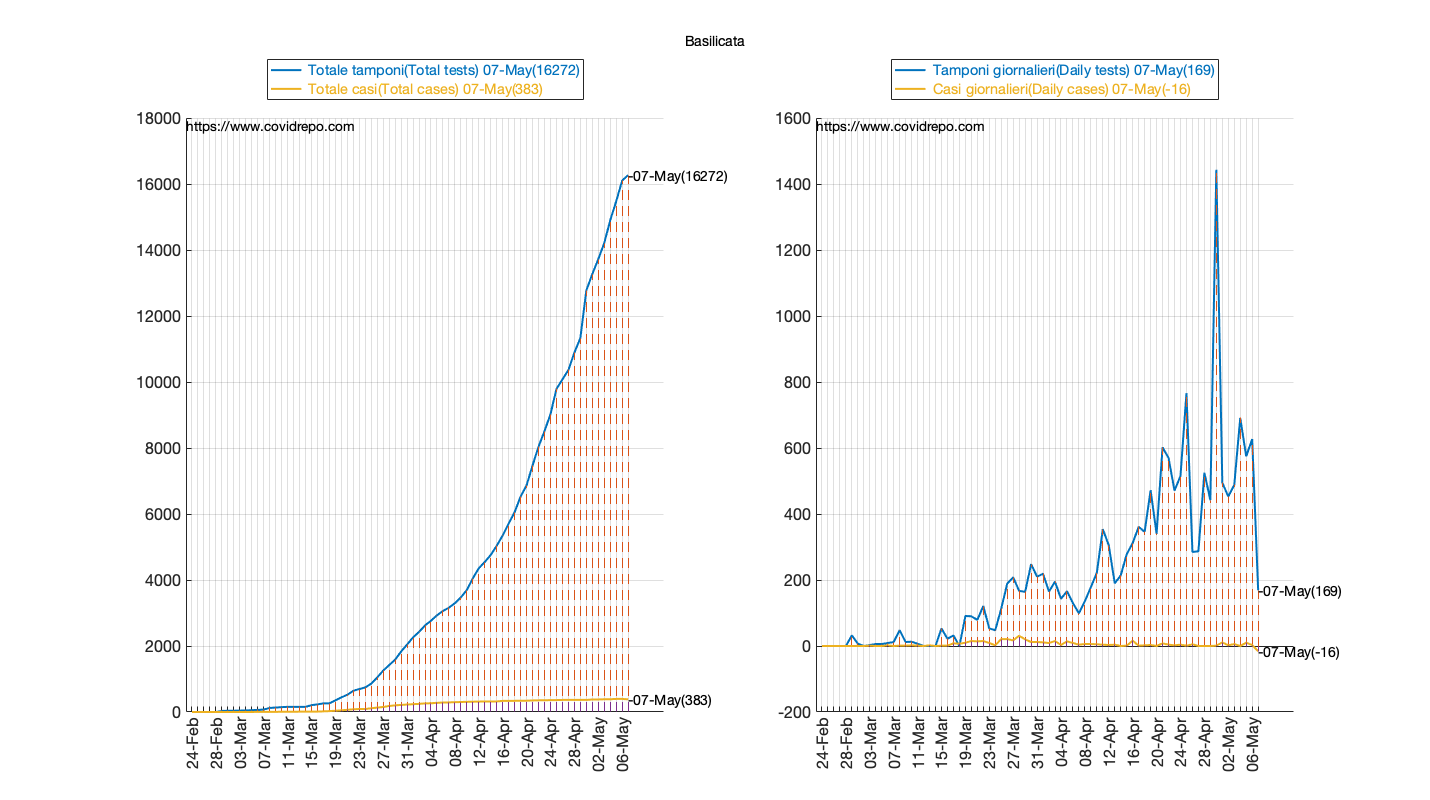 Basilicata
Totale tamponi(Total tests) 07-May(16272)
Totale casi(Total cases) 07-May(383)
https://www.covidrepo.com
18000
16000
14000
12000
10000
8000
6000
4000
2000
0
-07-May(16272)
-07-May(383)
24-Feb
28-Feb
03-Mar
07-Mar
11-Mar
15-Mar
19-Mar
23-Mar
27-Mar
31-Mar
04-Apr
08-Apr
12-Apr
16-Apr
20-Apr
24-Apr
28-Apr
02-May
06-May
Tamponi giornalieri(Daily tests) 07-May(169)
Casi giornalieri(Daily cases) 07-May(-16)
https://www.covidrepo.com
1600
1400
1200
1000
800
600
400
200
0
-200
-07-May(169)
-07-May(-16)
24-Feb
28-Feb
03-Mar
07-Mar
11-Mar
15-Mar
19-Mar
23-Mar
27-Mar
31-Mar
04-Apr
08-Apr
12-Apr
16-Apr
20-Apr
24-Apr
28-Apr
02-May
06-May